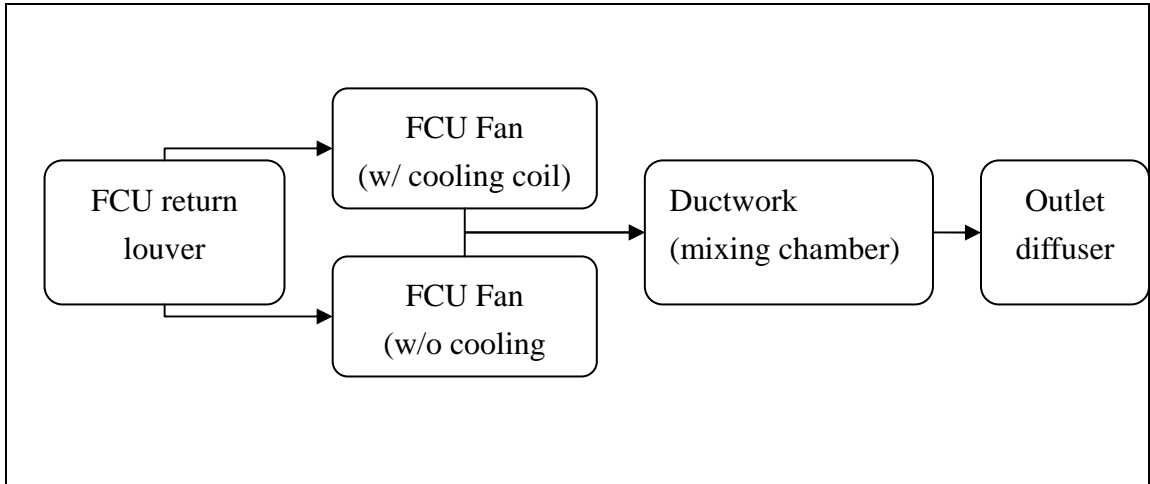 FCU return
louver
FCU Fan
(w/ cooling coil)
FCU Fan
(w/o cooling
Ductwork
(mixing chamber)
Outlet
diffuser